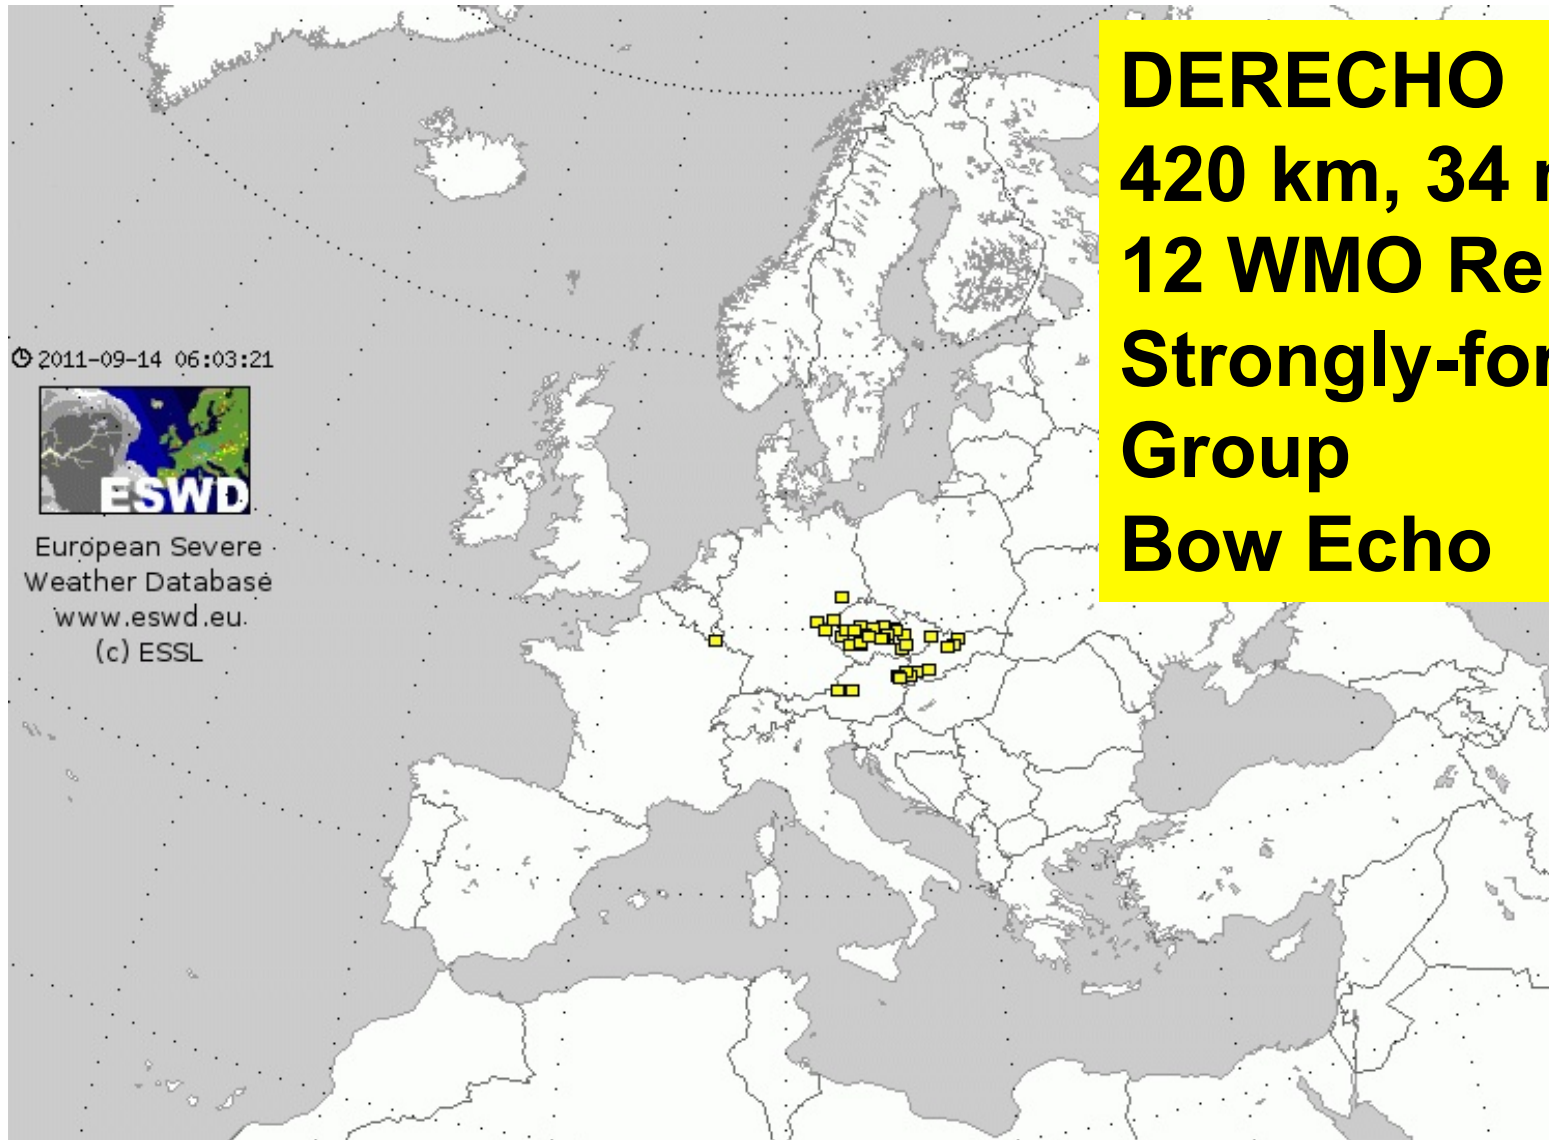 DERECHO
420 km, 34
12 WMO Re
Strongly-for
Group
Bow Echo
2011-09-14 06:03:21
ESWD
European Severe
Weather Database
www.eswd.eu
(c) ESSL